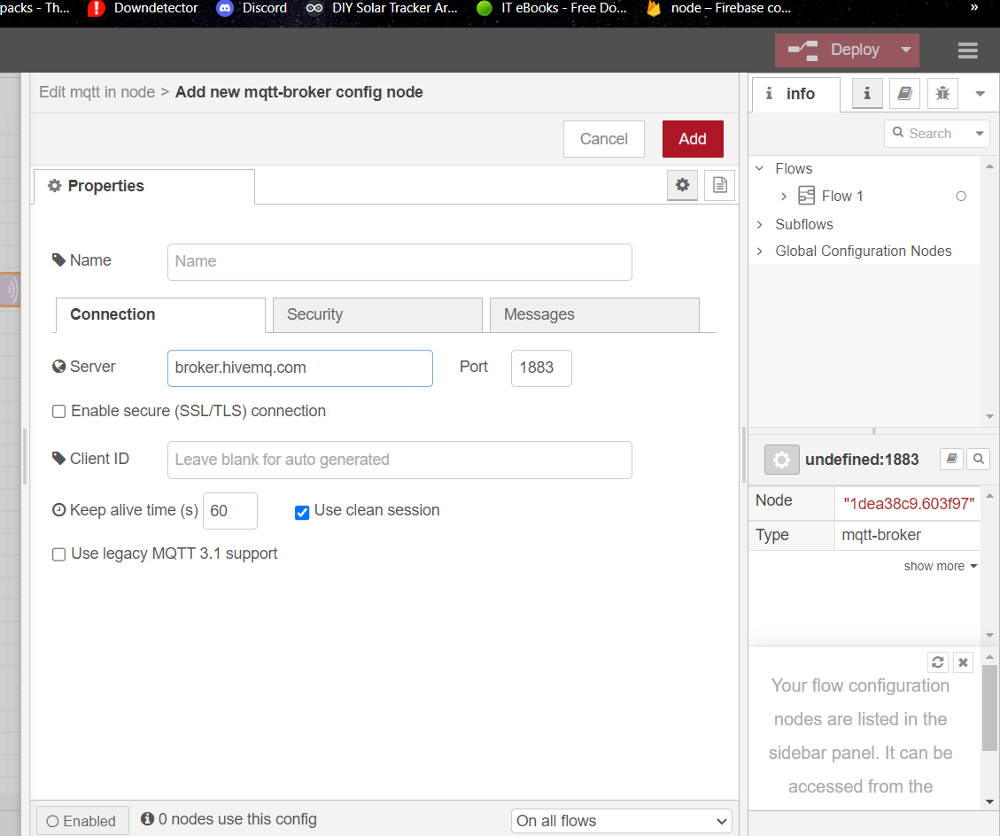 packs - Th... Downdetector Discord DIY Solar Tracker Ar... IT eBooks - Free Do... node – Firebase co... »
Deploy
Edit mqtt in node > Add new mqtt-broker config node
Cancel Add
Properties
Name Name
Connection Security Messages
Server broker.hivemq.com Port 1883
Enable secure (SSL/TLS) connection
Client ID Leave blank for auto generated
Keep alive time (s) 60 Use clean session
Use legacy MQTT 3.1 support
Enabled 0 nodes use this config On all flows
i info i
Search
Flows
Flow 1
Subflows
Global Configuration Nodes
undefined:1883
Node "1dea38c9.603f97"
Type mqtt-broker
show more
Your flow configuration
nodes are listed in the
sidebar panel. It can be
accessed from the